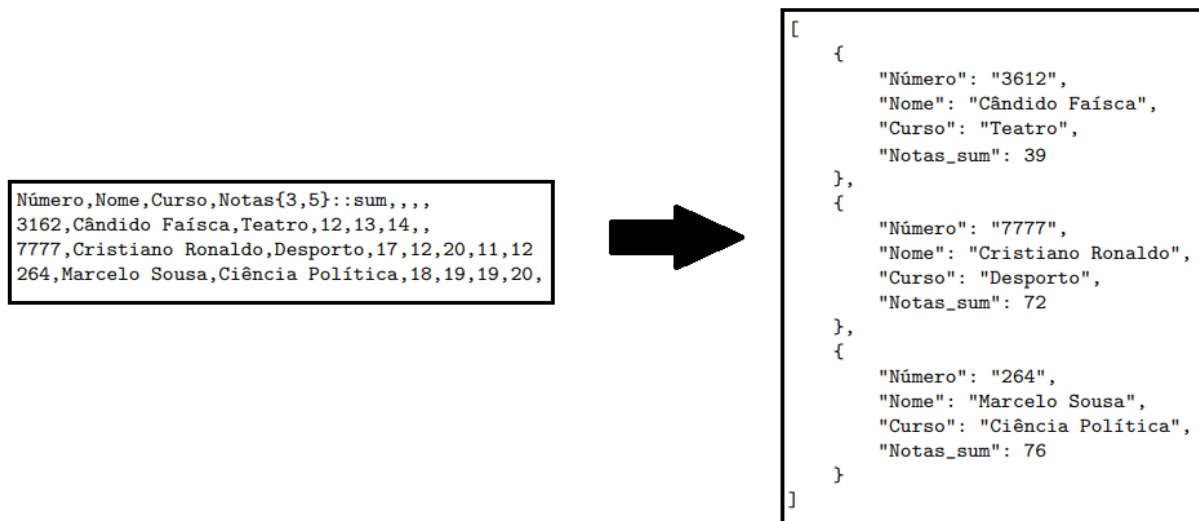 Número,Nome,Curso,Notas{3,5}::sum,,,,
3162,Cândido Faísca,Teatro,12,13,14,,
7777,Cristiano Ronaldo,Desporto,17,12,20,11,12
264,Marcelo Sousa,Ciência Política,18,19,19,20,
[
{
"Número": "3612",
"Nome": "Cândido Faísca",
"Curso": "Teatro",
"Notas_sum": 39
},
{
"Número": "7777",
"Nome": "Cristiano Ronaldo",
"Curso": "Desporto",
"Notas_sum": 72
},
{
"Número": "264",
"Nome": "Marcelo Sousa",
"Curso": "Ciência Política",
"Notas_sum": 76
}
]